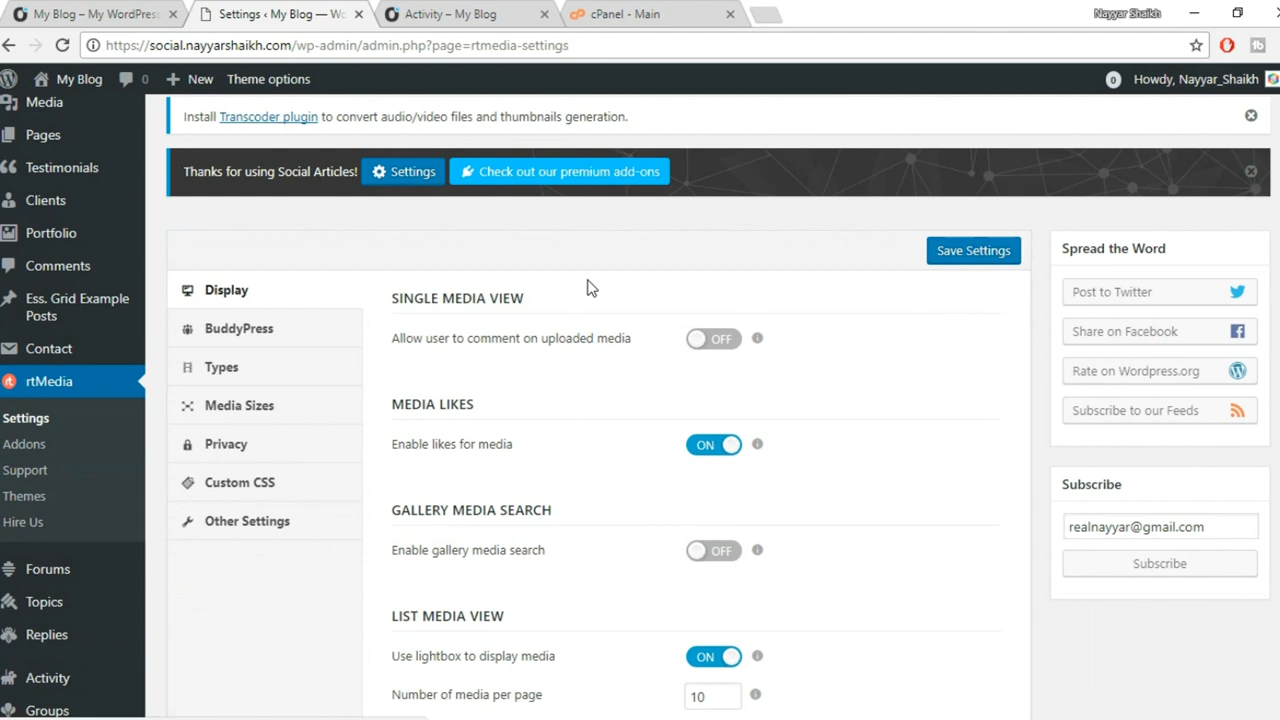 My Blog – My WordPress
Settings ‹ My Blog — Wo
Activity – My Blog
cPanel - Main
Nayyar Shaikh
https://social.nayyarshaikh.com/wp-admin/admin.php?page=rtmedia-settings
My Blog
0
New
Theme options
0
Howdy, Nayyar_Shaikh
Media
Pages
Testimonials
Clients
Portfolio
Comments
Ess. Grid Example
Posts
Contact
rtMedia
Settings
Addons
Support
Themes
Hire Us
Forums
Topics
Replies
Activity
Groups
Install Transcoder plugin to convert audio/video files and thumbnails generation.
Thanks for using Social Articles!
Settings
Check out our premium add-ons
Save Settings
Display
BuddyPress
Types
Media Sizes
Privacy
Custom CSS
Other Settings
SINGLE MEDIA VIEW
Allow user to comment on uploaded media
OFF
MEDIA LIKES
Enable likes for media
ON
GALLERY MEDIA SEARCH
Enable gallery media search
OFF
LIST MEDIA VIEW
Use lightbox to display media
ON
Number of media per page
10
Spread the Word
Post to Twitter
Share on Facebook
Rate on Wordpress.org
Subscribe to our Feeds
Subscribe
realnayyar@gmail.com
Subscribe